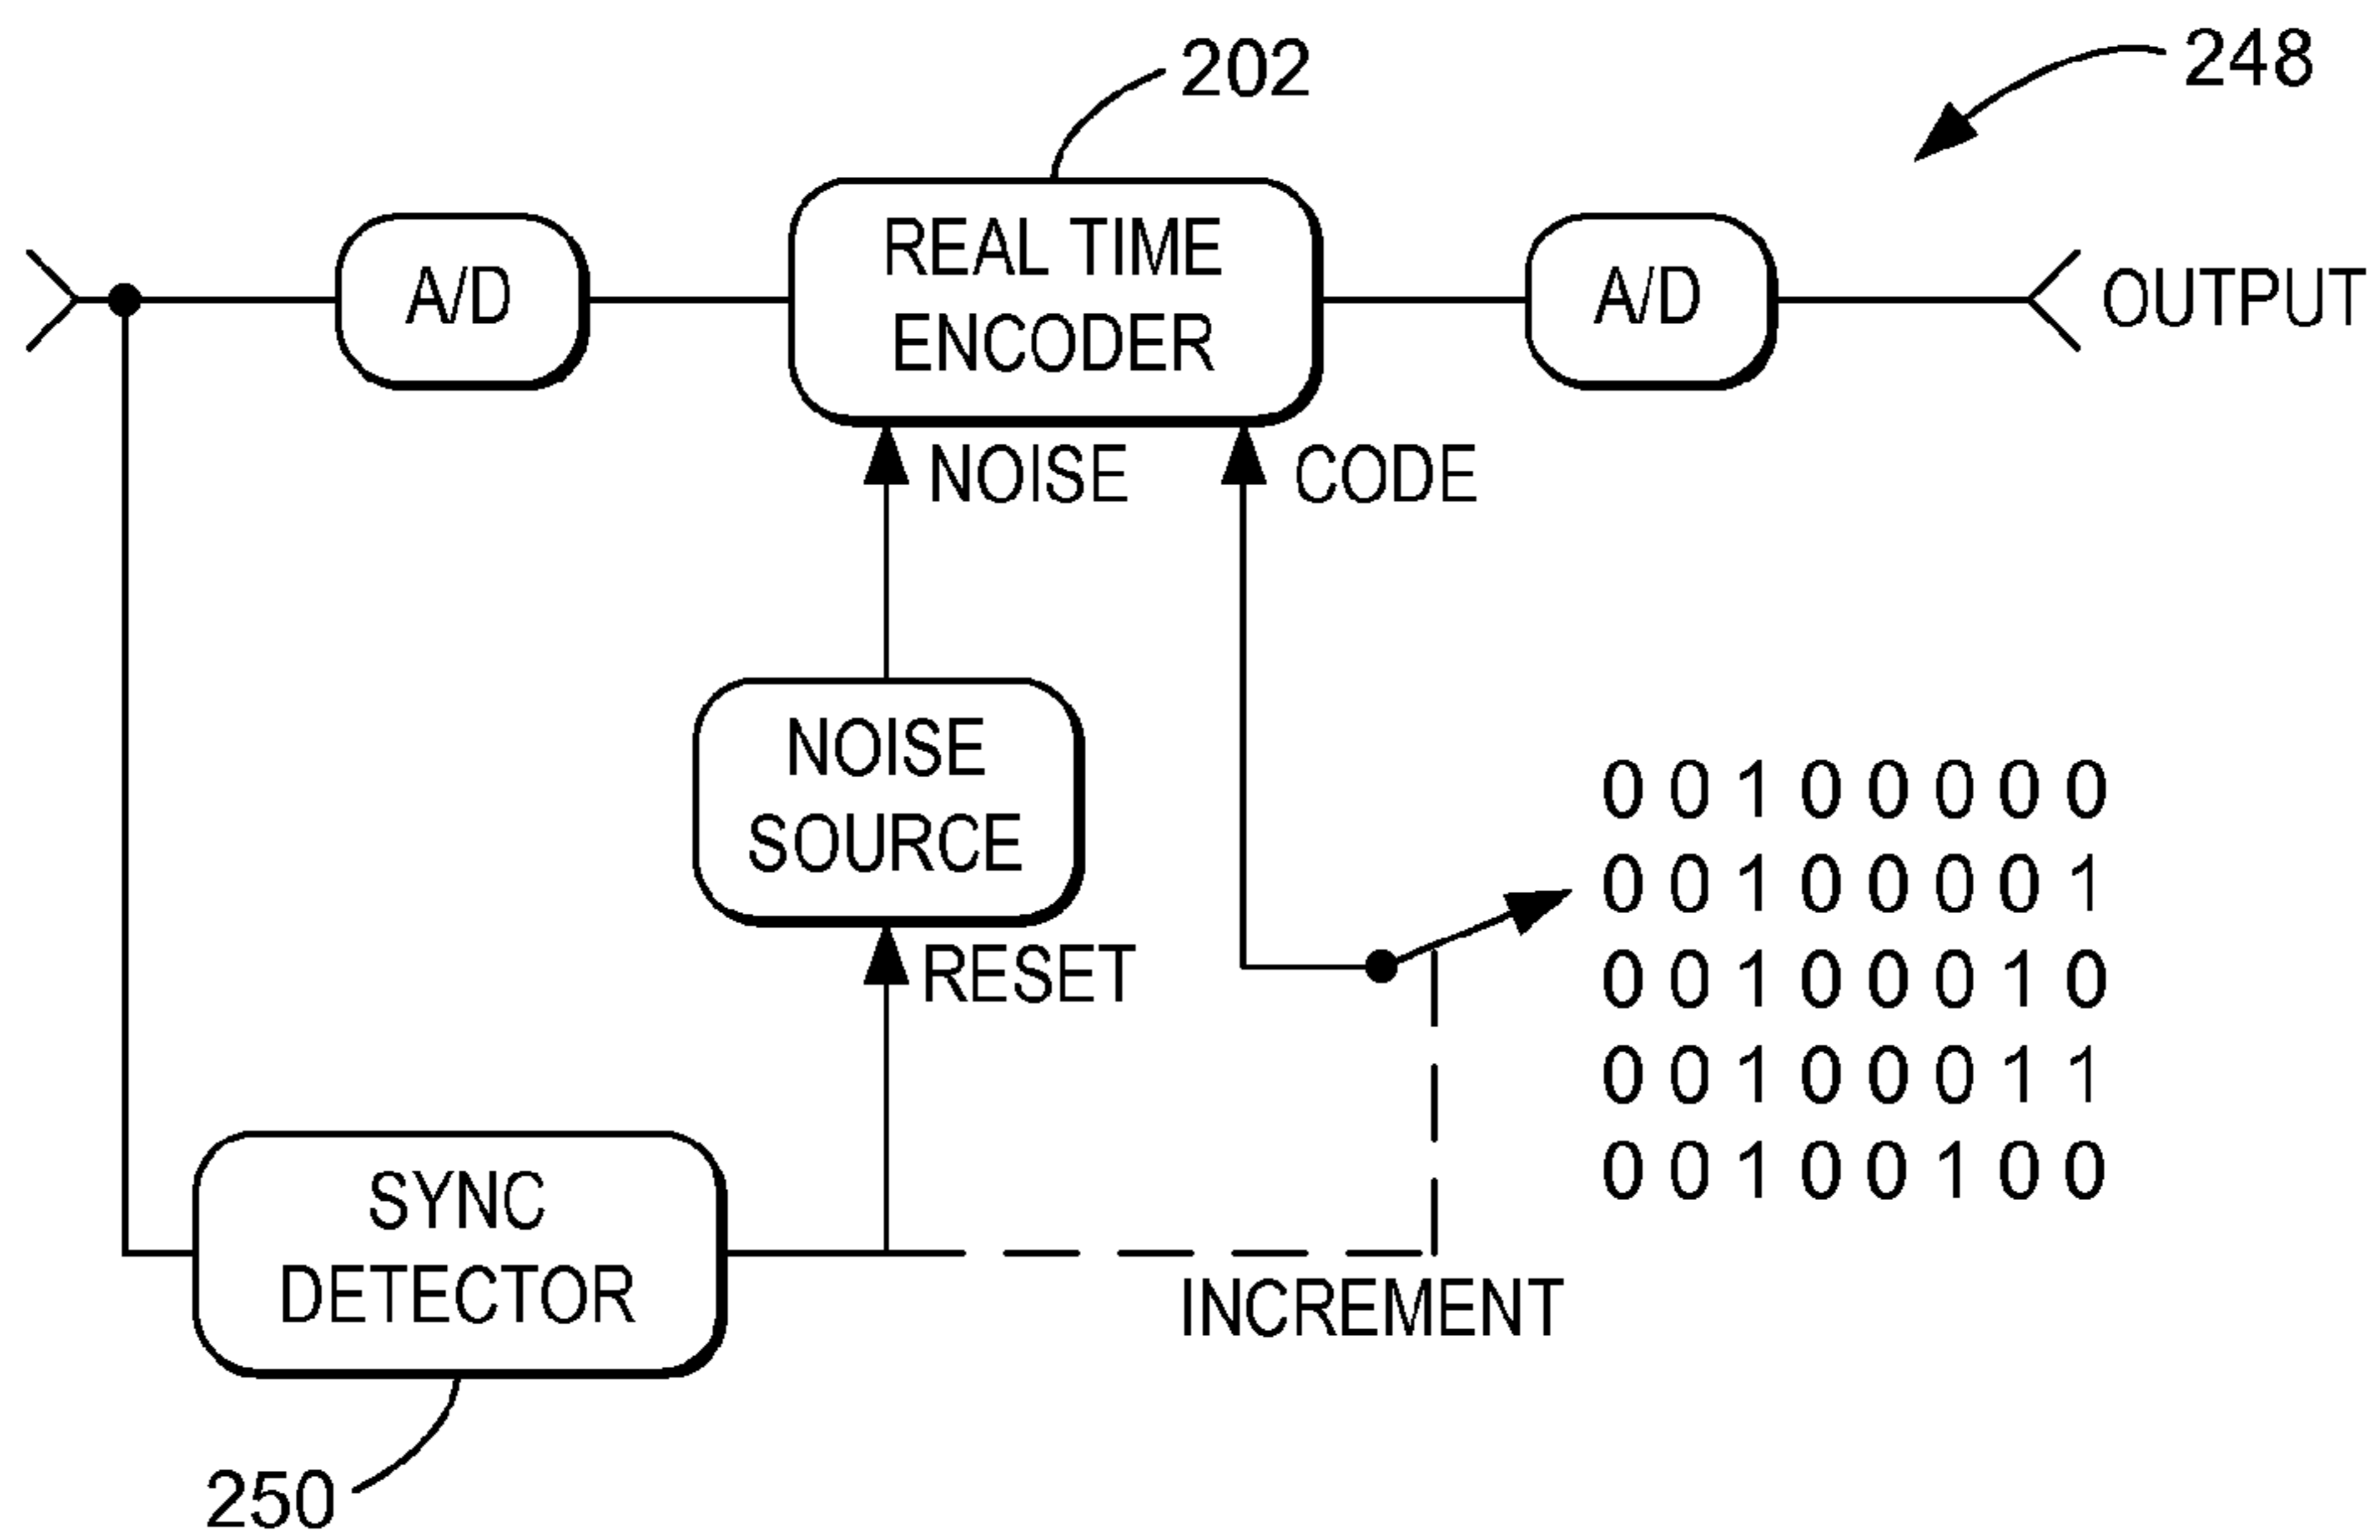 202
248
A/D
REAL TIME
ENCODER
A/D
OUTPUT
NOISE
CODE
NOISE
SOURCE
RESET
0 0 1 0 0 0 0 0
0 0 1 0 0 0 0 1
0 0 1 0 0 0 1 0
0 0 1 0 0 0 1 1
0 0 1 0 0 1 0 0
SYNC
DETECTOR
INCREMENT
250